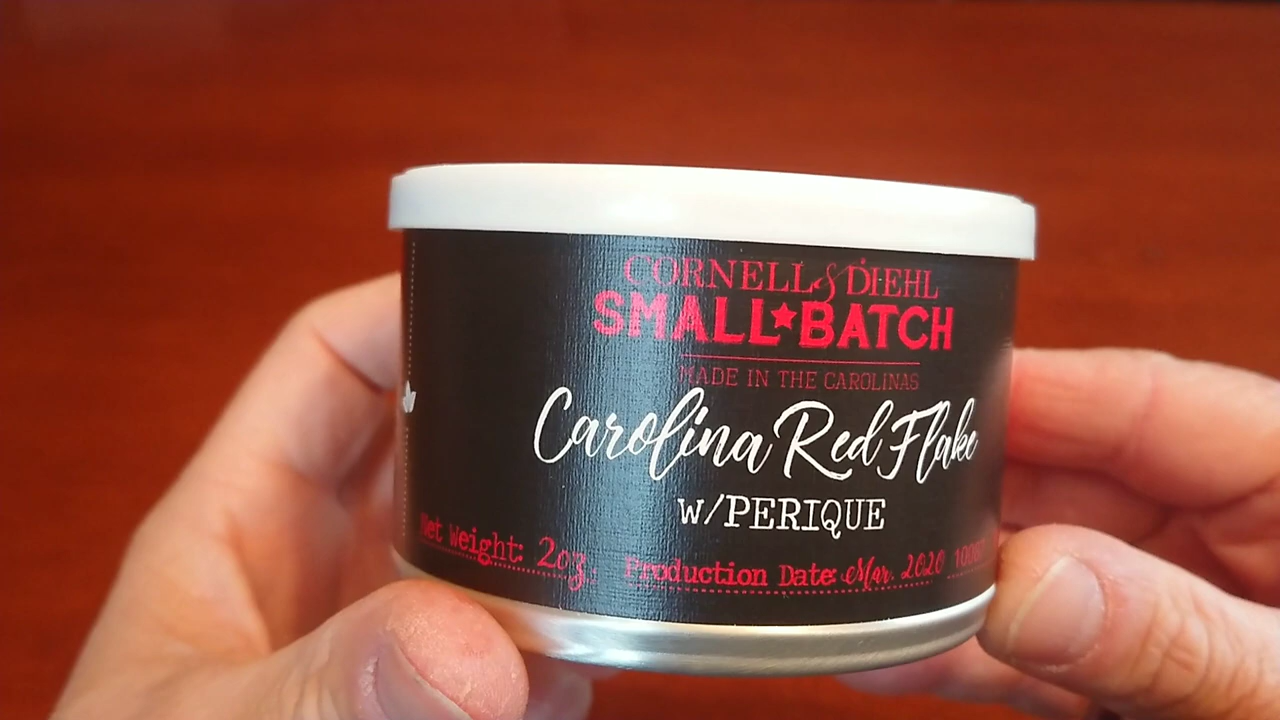 CORNELL & DIEHL
SMALL★BATCH
MADE IN THE CAROLINAS
Carolina Red Flake
w/PERIQUE
Net Weight: 2oz. Production Date: Mar. 2020